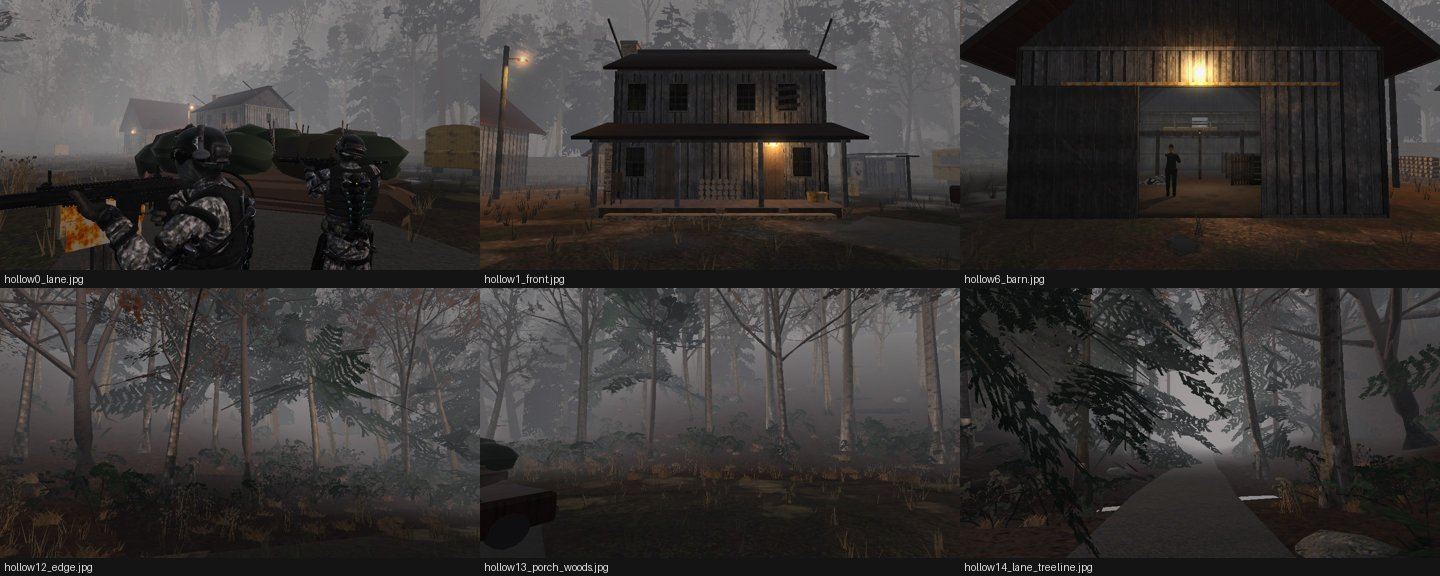 hollow0_lane.jpg
hollow1_front.jpg
hollow6_barn.jpg
hollow12_edge.jpg
hollow13_porch_woods.jpg
hollow14_lane_treeline.jpg